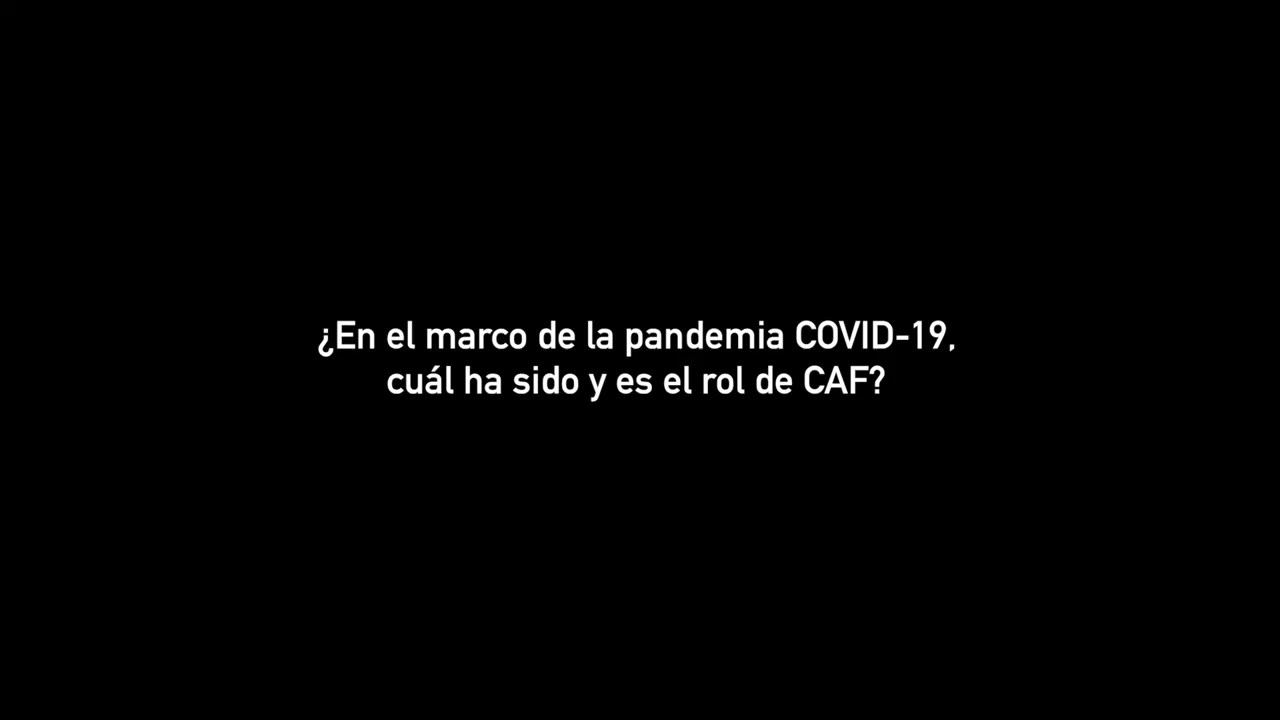 ¿En el marco de la pandemia COVID-19,
cuál ha sido y es el rol de CAF?